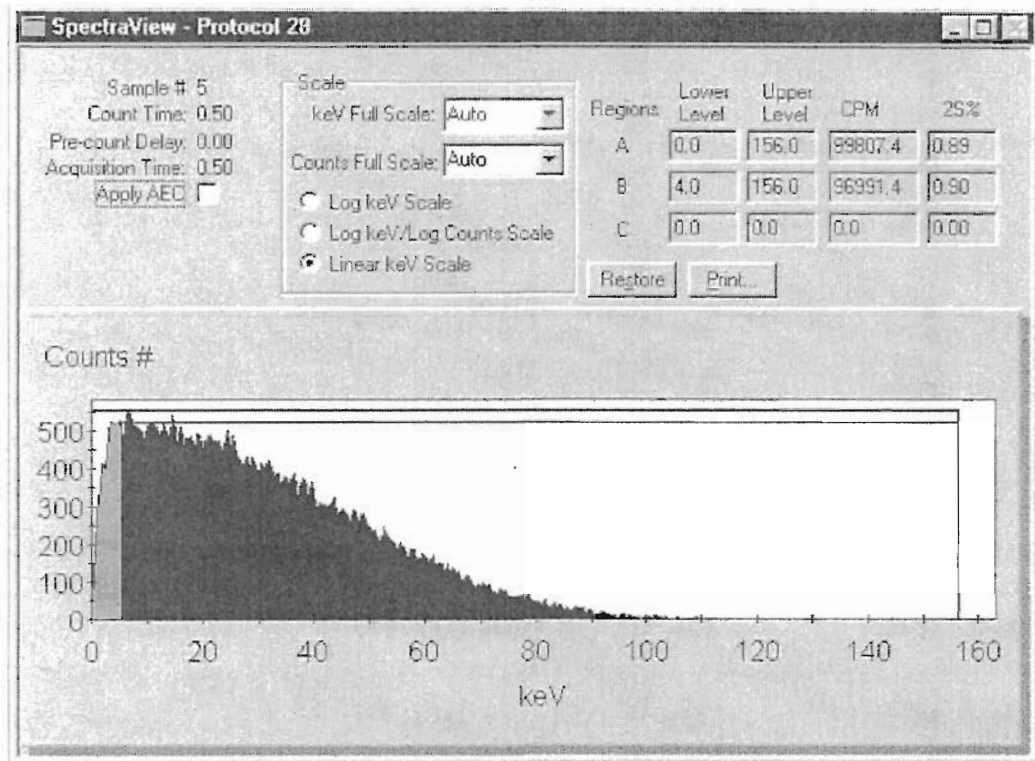 SpectraView - Protocol 28
Sample # 5
Count Time: 0.50
Pre-count Delay: 0.00
Acquisition Time: 0.50
Apply AEC
Scale
keV Full Scale: Auto
Counts Full Scale: Auto
Log keV Scale
Log keV/Log Counts Scale
Linear keV Scale
Regions Lower Level Upper Level CPM 2S%
A 0.0 156.0 99807.4 0.89
B 4.0 156.0 96991.4 0.90
C 0.0 0.0 0.0 0.00
Restore Print...
Counts #
500
400
300
200
100
0
0 20 40 60 80 100 120 140 160
keV